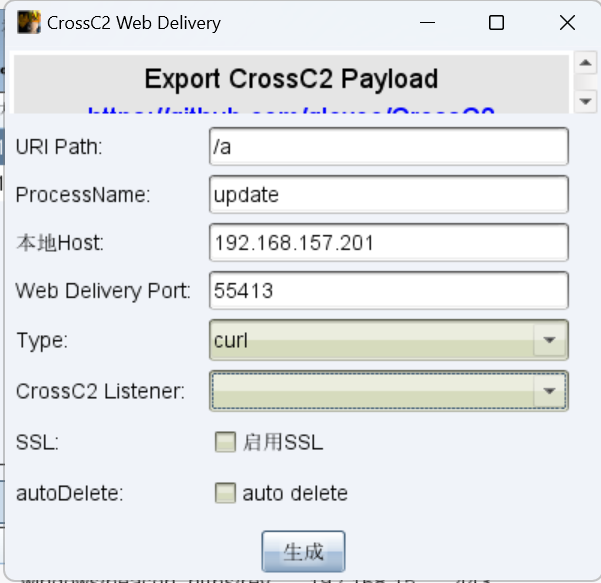 CrossC2 Web Delivery
Export CrossC2 Payload
URI Path: /a
ProcessName: update
本地Host: 192.168.157.201
Web Delivery Port: 55413
Type: curl
CrossC2 Listener:
SSL: 启用SSL
autoDelete: auto delete
生成